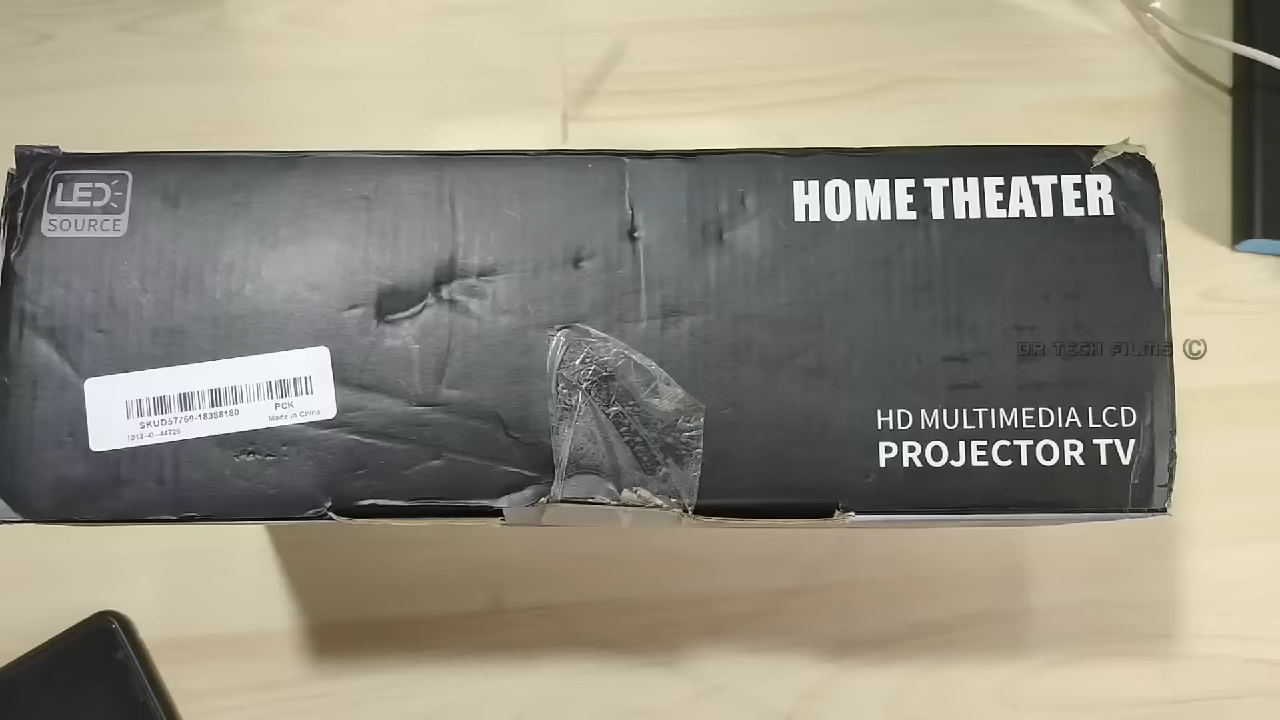 LED
SOURCE
HOME THEATER
HD MULTIMEDIA LCD
PROJECTOR TV
PCK
Made in China
DR TECH FILMS ©